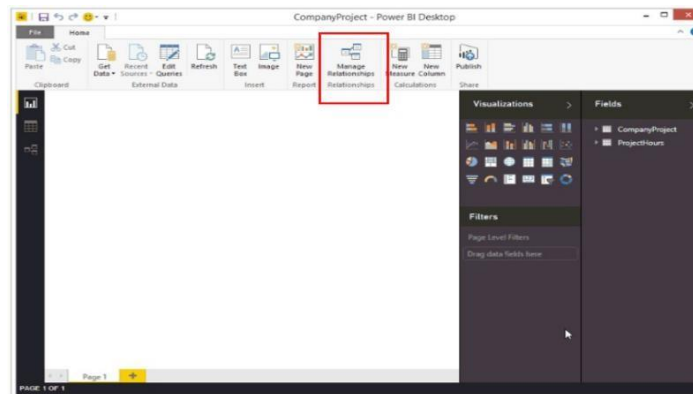 CompanyProject - Power BI Desktop
File Home
Paste
Cut
Copy
Get Data
Recent Sources
Edit Queries
Refresh
Text Box
Image
New Page
Manage Relationships
New Measure
New Column
Publish
Clipboard External Data Insert Report Relationships Calculations Share
Visualizations
Fields
CompanyProject
ProjectHours
Filters
Page Level Filters
Drag data fields here
Page 1
PAGE 1 OF 1